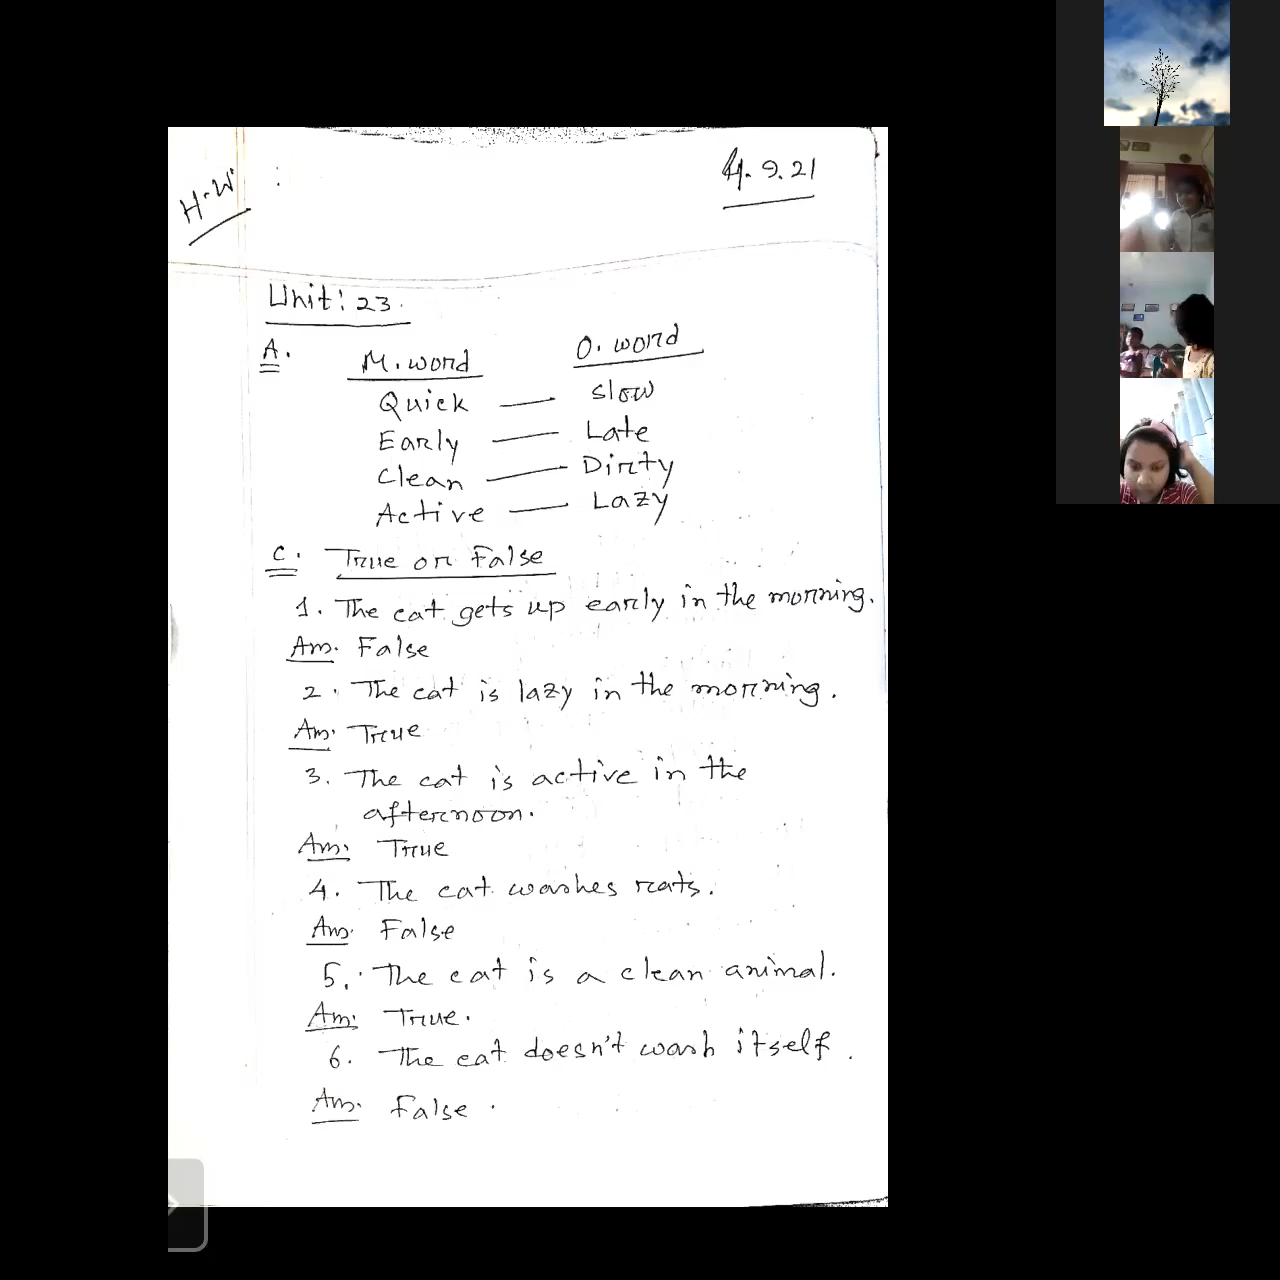 H.W
4.9.21
Unit: 23.
A.
M. word O. word
Quick — Slow
Early — Late
Clean — Dirty
Active — Lazy
C. True or False
1. The cat gets up early in the morning.
Ans. False
2. The cat is lazy in the morning.
Ans. True
3. The cat is active in the
afternoon.
Ans. True
4. The cat washes rats.
Ans. False
5. The cat is a clean animal.
Ans. True.
6. The cat doesn't wash itself.
Ans. False.